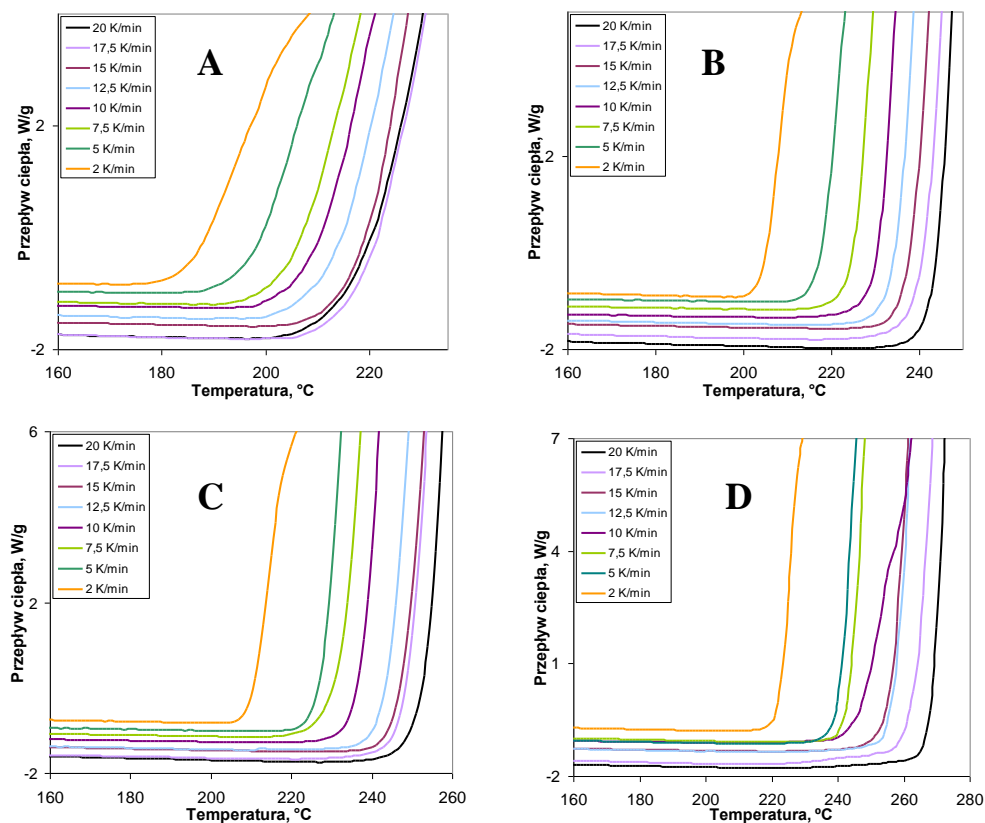 A
20 K/min
17,5 K/min
15 K/min
12,5 K/min
10 K/min
7,5 K/min
5 K/min
2 K/min
Przepływ ciepła, W/g
2
-2
160 180 200 220
Temperatura, °C
B
20 K/min
17,5 K/min
15 K/min
12,5 K/min
10 K/min
7,5 K/min
5 K/min
2 K/min
Przepływ ciepła, W/g
2
-2
160 180 200 220 240
Temperatura, °C
C
20 K/min
17,5 K/min
15 K/min
12,5 K/min
10 K/min
7,5 K/min
5 K/min
2 K/min
Przepływ ciepła, W/g
6
2
-2
160 180 200 220 240 260
Temperatura, °C
D
20 K/min
17,5 K/min
15 K/min
12,5 K/min
10 K/min
7,5 K/min
5 K/min
2 K/min
Przepływ ciepła, W/g
7
4
1
-2
160 180 200 220 240 260 280
Temperatura, ºC